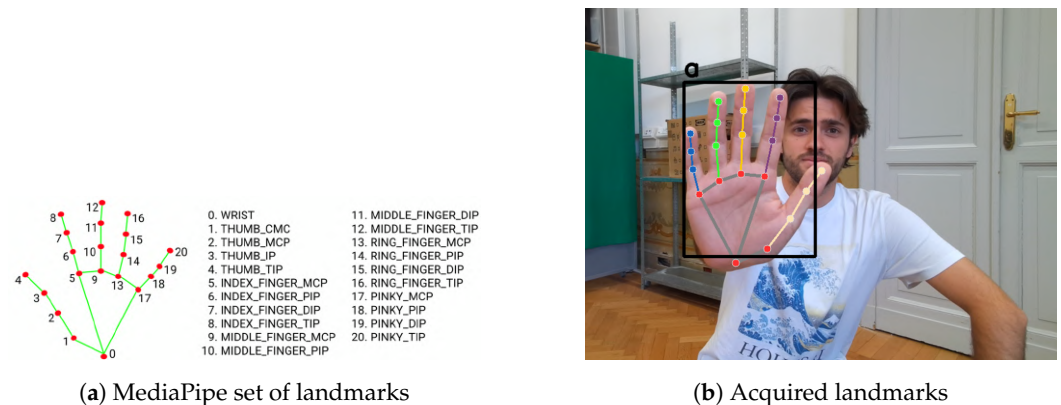 12
8
16
11
7
15
20
6
10
14
19
5
9
13
18
4
17
3
2
1
0
0. WRIST
1. THUMB_CMC
2. THUMB_MCP
3. THUMB_IP
4. THUMB_TIP
5. INDEX_FINGER_MCP
6. INDEX_FINGER_PIP
7. INDEX_FINGER_DIP
8. INDEX_FINGER_TIP
9. MIDDLE_FINGER_MCP
10. MIDDLE_FINGER_PIP
11. MIDDLE_FINGER_DIP
12. MIDDLE_FINGER_TIP
13. RING_FINGER_MCP
14. RING_FINGER_PIP
15. RING_FINGER_DIP
16. RING_FINGER_TIP
17. PINKY_MCP
18. PINKY_PIP
19. PINKY_DIP
20. PINKY_TIP
(a) MediaPipe set of landmarks
a
(b) Acquired landmarks